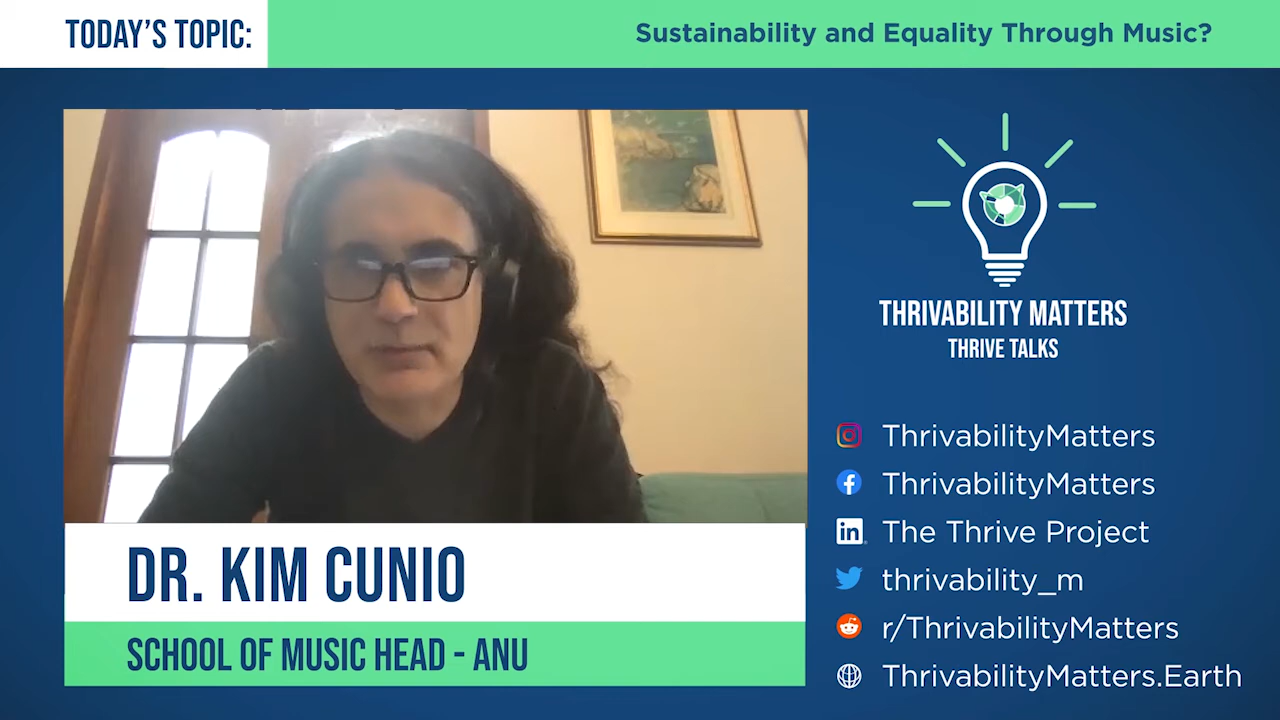 TODAY'S TOPIC:
Sustainability and Equality Through Music?
THRIVABILITY MATTERS
THRIVE TALKS
DR. KIM CUNIO
SCHOOL OF MUSIC HEAD - ANU
ThrivabilityMatters
ThrivabilityMatters
in The Thrive Project
thrivability_m
r/ThrivabilityMatters
ThrivabilityMatters.Earth